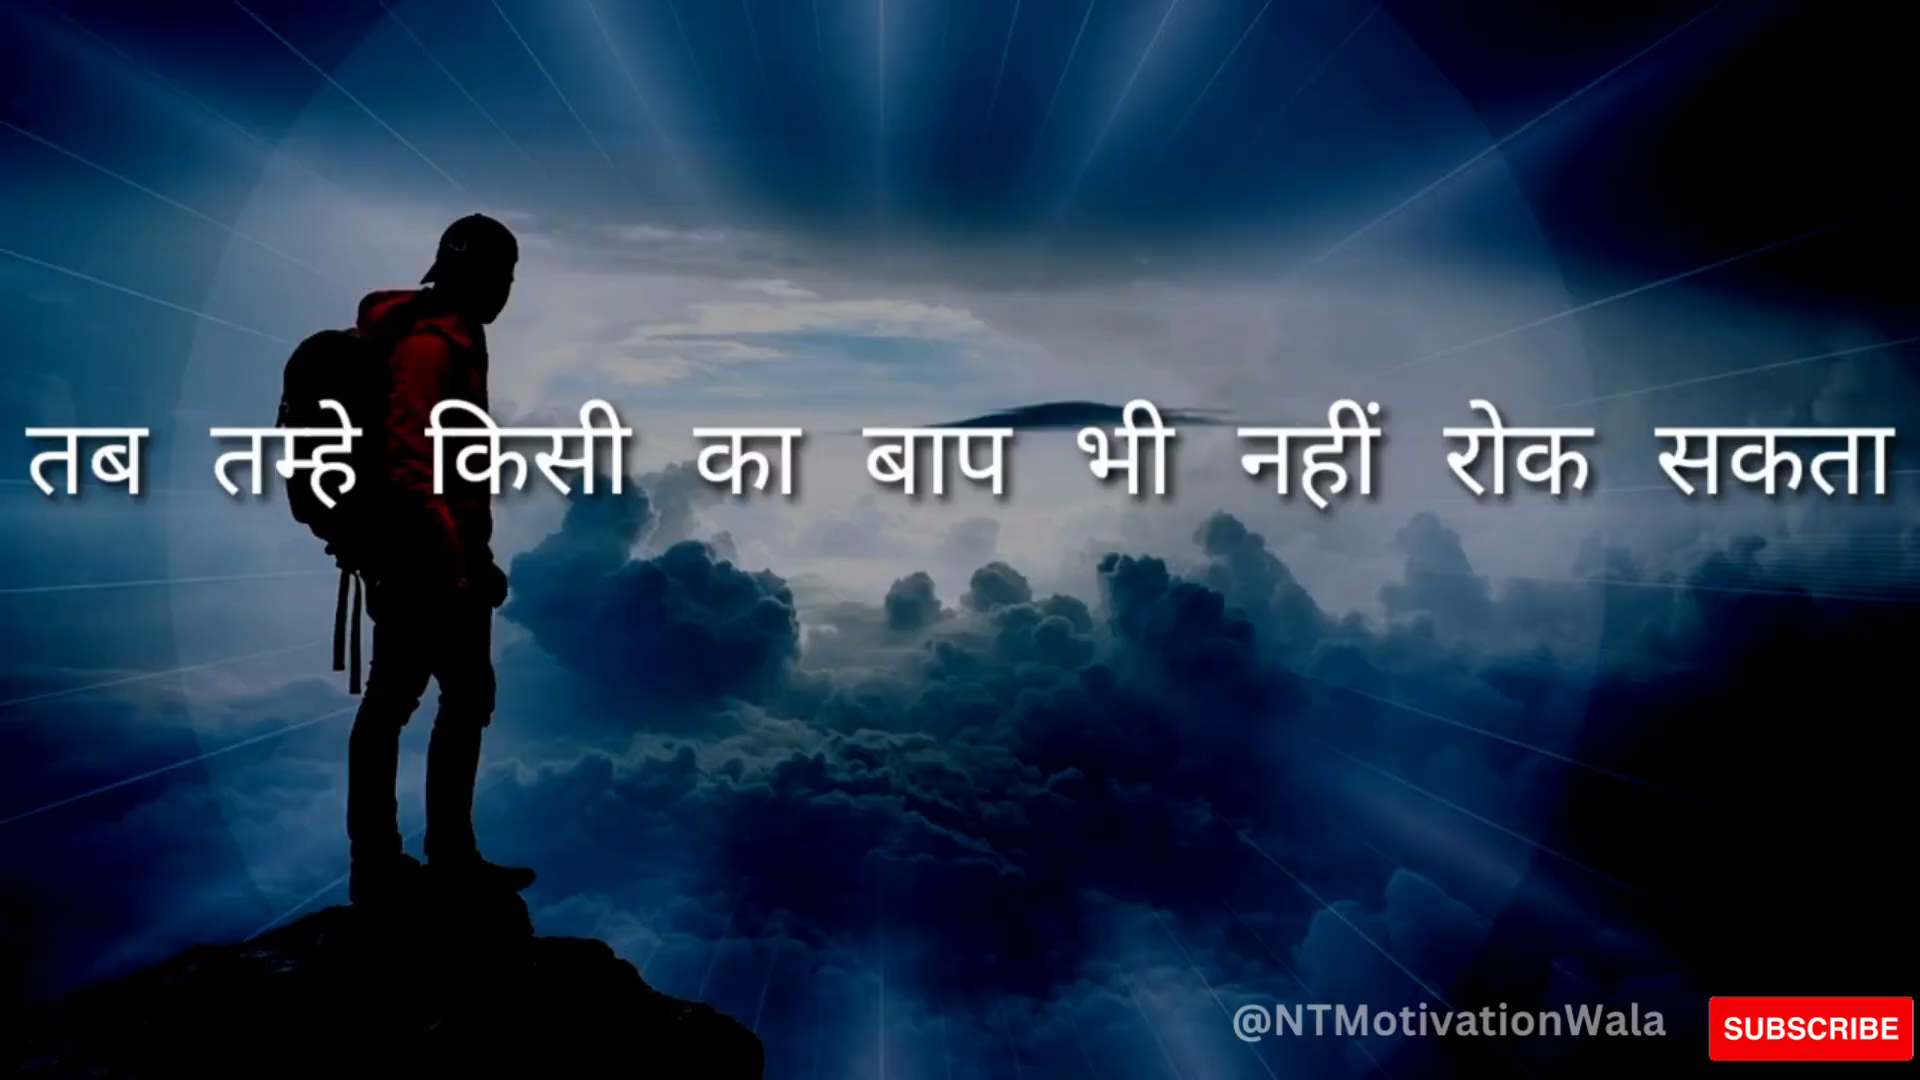 तब तम्हे किसी का बाप भी नहीं रोक सकता
@NTMotivationWala
SUBSCRIBE